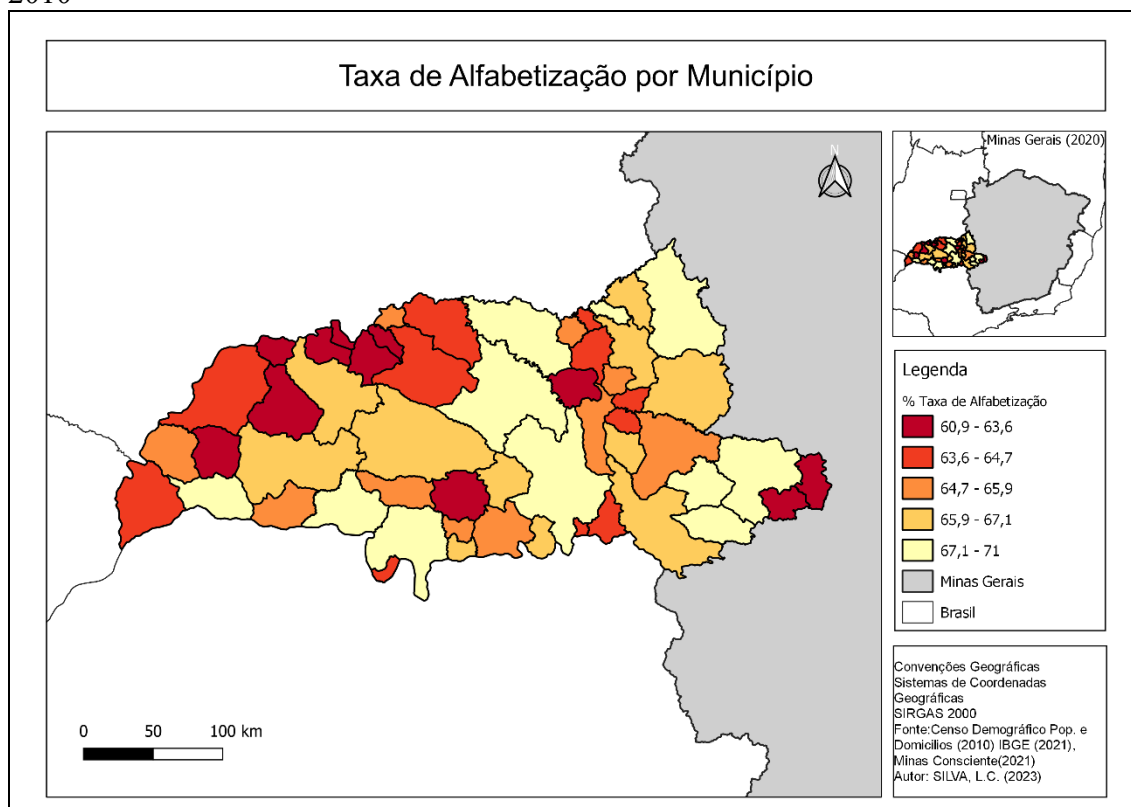 2010
Taxa de Alfabetização por Município
N
Minas Gerais (2020)
Legenda
% Taxa de Alfabetização
60,9 - 63,6
63,6 - 64,7
64,7 - 65,9
65,9 - 67,1
67,1 - 71
Minas Gerais
Brasil
0 50 100 km
Convenções Geográficas
Sistemas de Coordenadas
Geográficas
SIRGAS 2000
Fonte:Censo Demográfico Pop. e
Domicilios (2010) IBGE (2021),
Minas Consciente(2021)
Autor: SILVA, L.C. (2023)